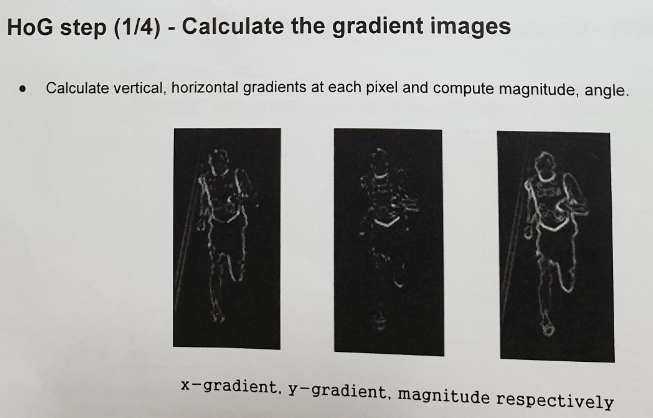 HoG step (1/4) - Calculate the gradient images
• Calculate vertical, horizontal gradients at each pixel and compute magnitude, angle.
x-gradient, y-gradient, magnitude respectively